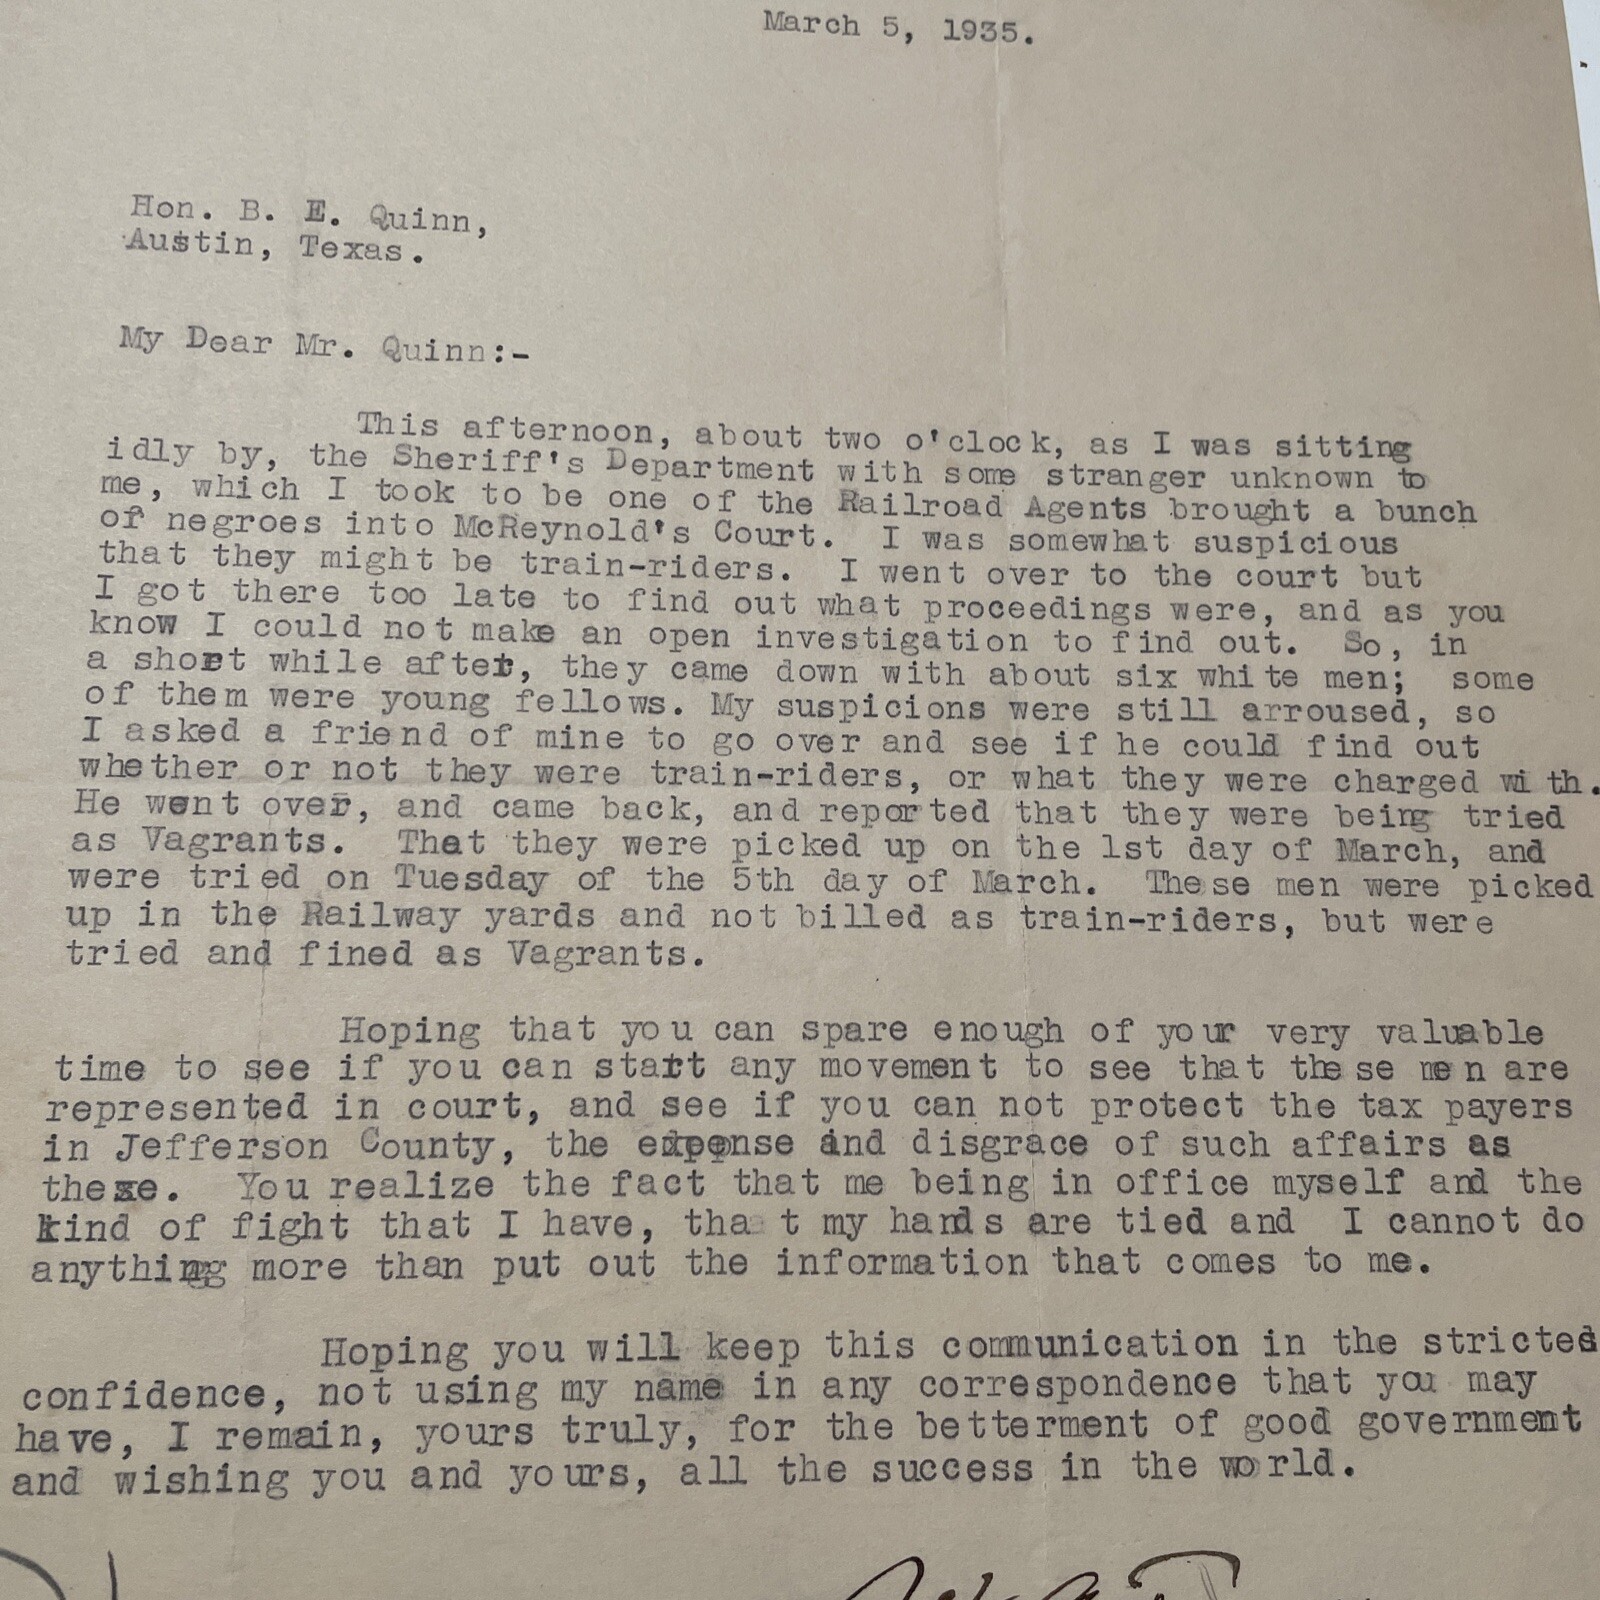 March 5, 1935.
Hon. B. E. Quinn,
Austin, Texas.
My Dear Mr. Quinn:-
This afternoon, about two o'clock, as I was sitting
idly by, the Sheriff's Department with some stranger unknown to
me, which I took to be one of the Railroad Agents brought a bunch
of negroes into McReynold's Court. I was somewhat suspicious
that they might be train-riders. I went over to the court but
I got there too late to find out what proceedings were, and as you
know I could not make an open investigation to find out. So, in
a short while after, they came down with about six white men; some
of them were young fellows. My suspicions were still arroused, so
I asked a friend of mine to go over and see if he could find out
whether or not they were train-riders, or what they were charged with.
He went over, and came back, and reported that they were being tried
as Vagrants. That they were picked up on the 1st day of March, and
were tried on Tuesday of the 5th day of March. These men were picked
up in the Railway yards and not billed as train-riders, but were
tried and fined as Vagrants.
Hoping that you can spare enough of your very valuable
time to see if you can start any movement to see that these men are
represented in court, and see if you can not protect the tax payers
in Jefferson County, the expense and disgrace of such affairs as
these. You realize the fact that me being in office myself and the
kind of fight that I have, that my hands are tied and I cannot do
anything more than put out the information that comes to me.
Hoping you will keep this communication in the strictes
confidence, not using my name in any correspondence that you may
have, I remain, yours truly, for the betterment of good government
and wishing you and yours, all the success in the world.